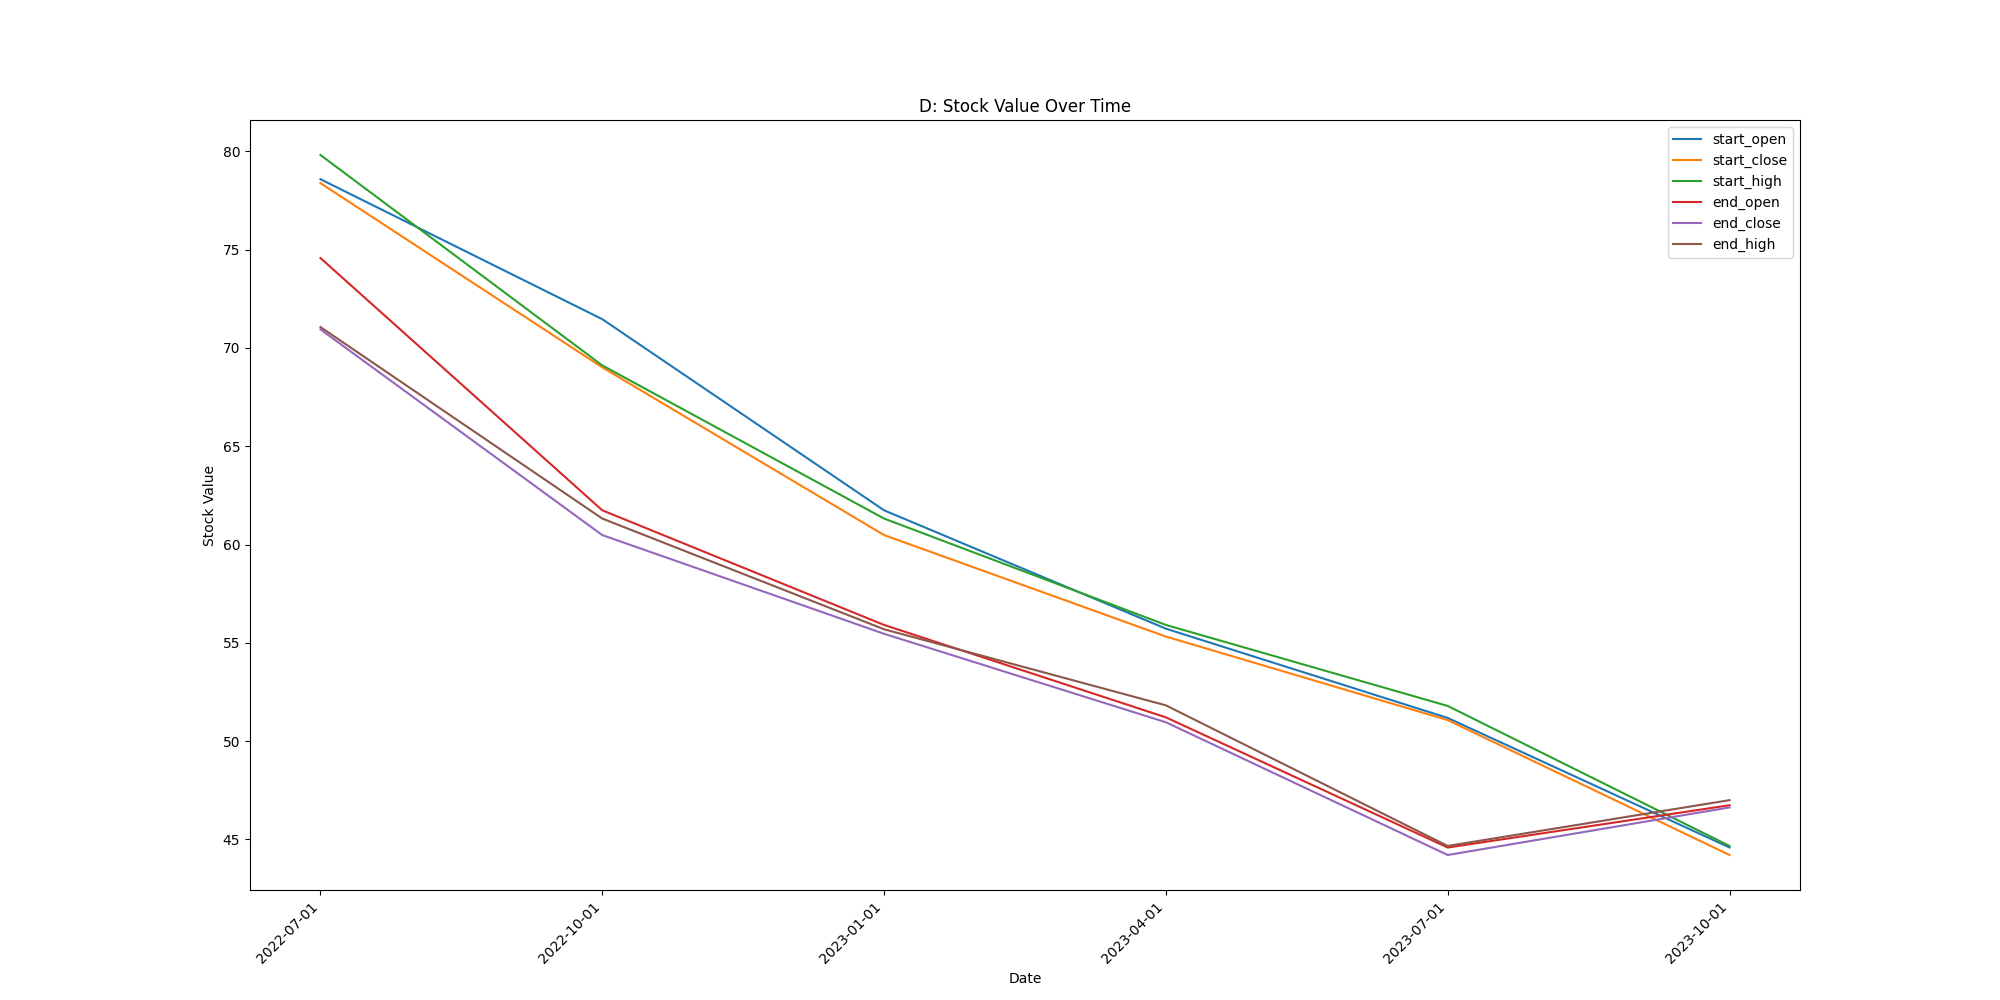 D: Stock Value Over Time
start_open
start_close
start_high
end_open
end_close
end_high
80
75
70
65
60
55
50
45
Stock Value
2022-07-01
2022-10-01
2023-01-01
2023-04-01
2023-07-01
2023-10-01
Date